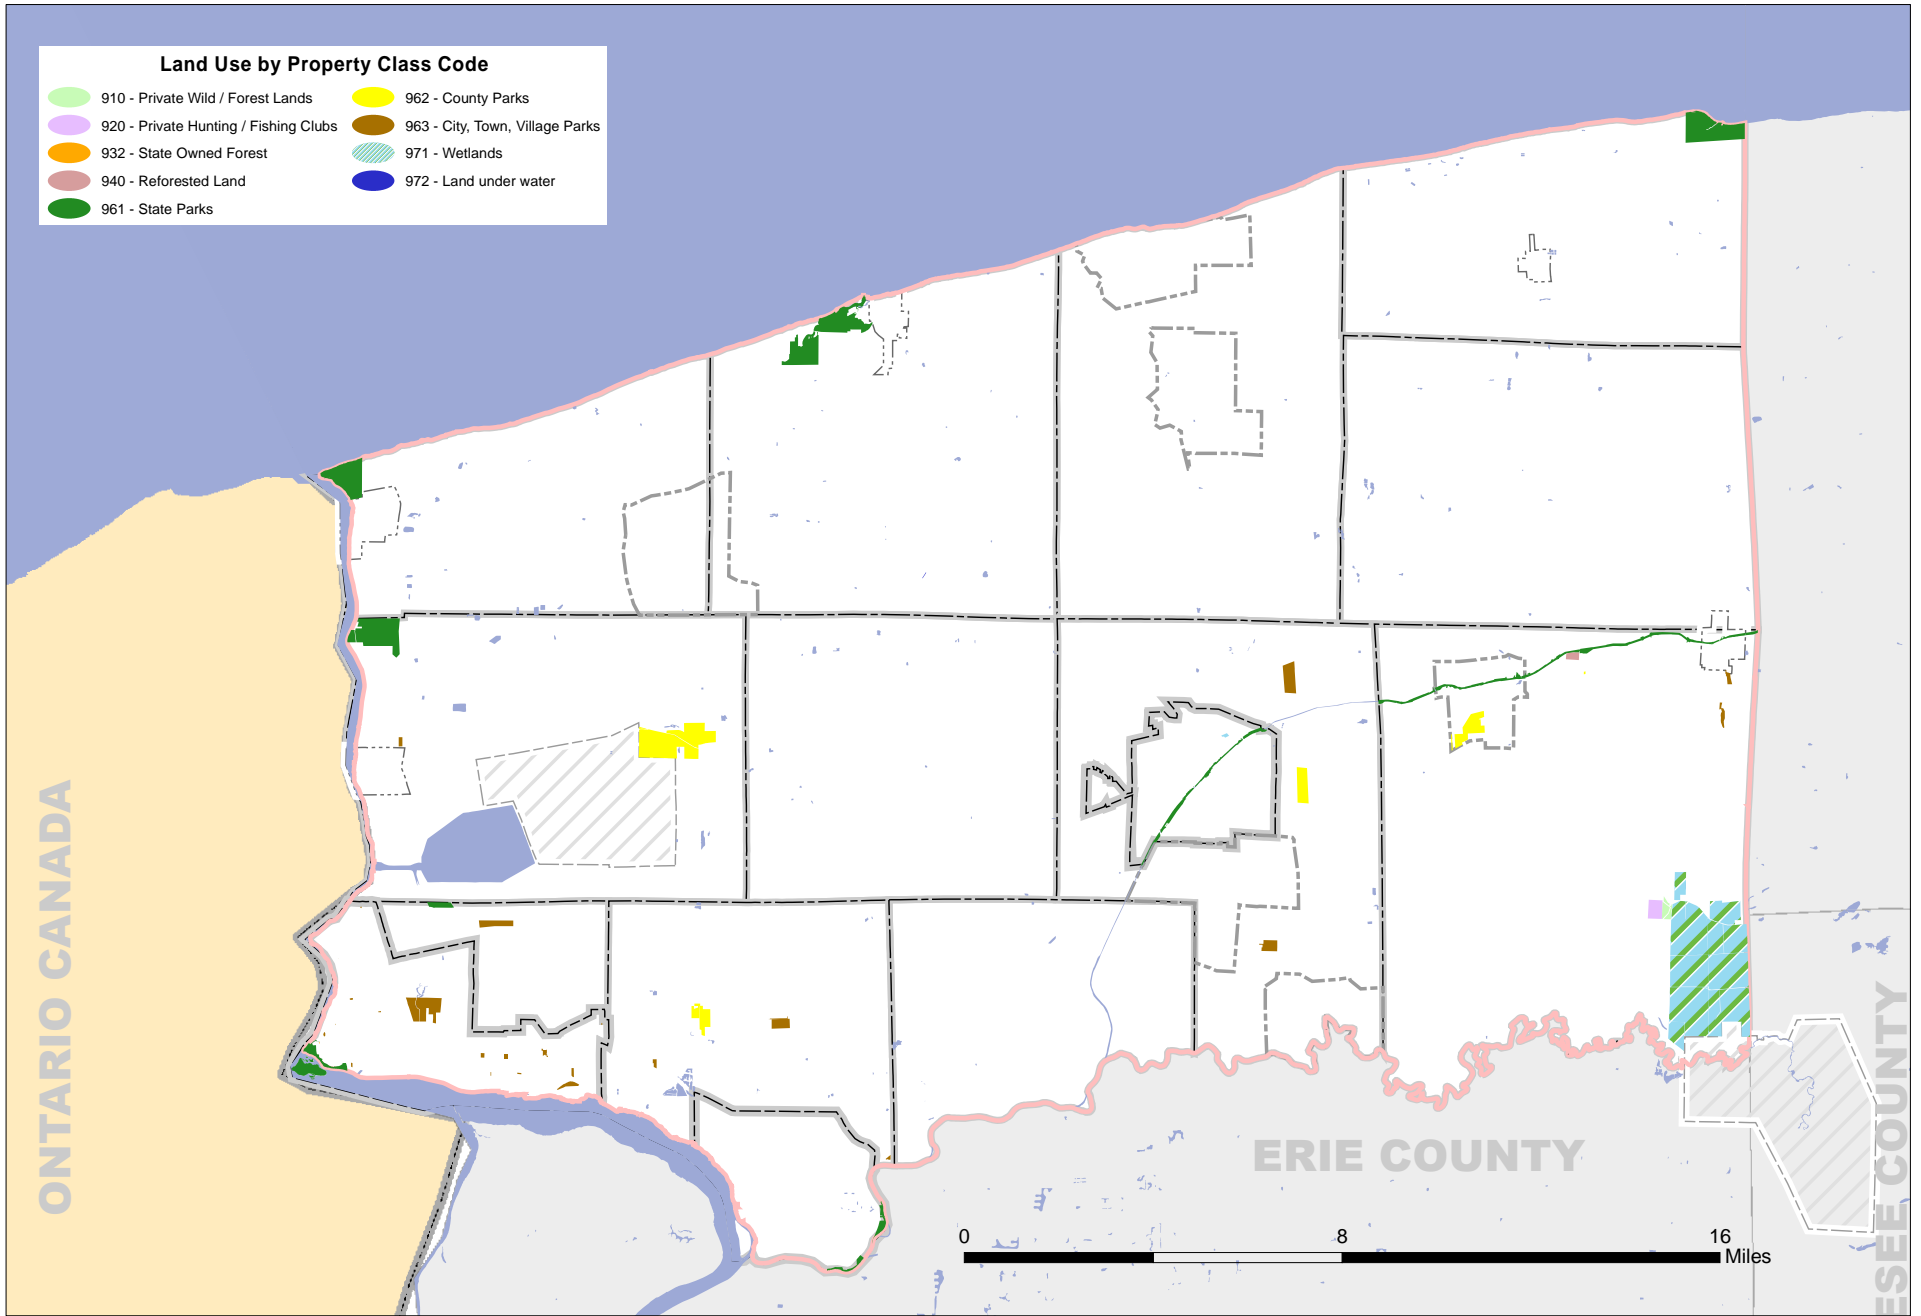 Land Use by Property Class Code
910 - Private Wild / Forest Lands
920 - Private Hunting / Fishing Clubs
932 - State Owned Forest
940 - Reforested Land
961 - State Parks
962 - County Parks
963 - City, Town, Village Parks
971 - Wetlands
972 - Land under water
ONTARIO CANADA
ERIE COUNTY
ESEE COUNTY
0 8 16
Miles